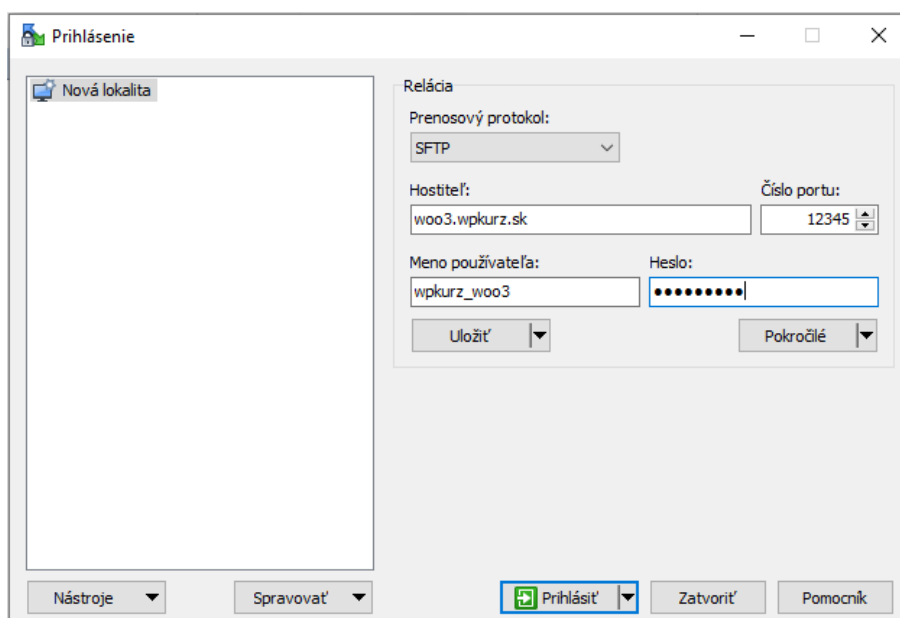 Prihlásenie
Nová lokalita
Relácia
Prenosový protokol:
SFTP
Hostiteľ:
Číslo portu:
woo3.wpkurz.sk
12345
Meno používateľa:
Heslo:
wpkurz_woo3
●●●●●●●●●
Uložiť
Pokročilé
Nástroje
Spravovať
Prihlásiť
Zatvoriť
Pomocník